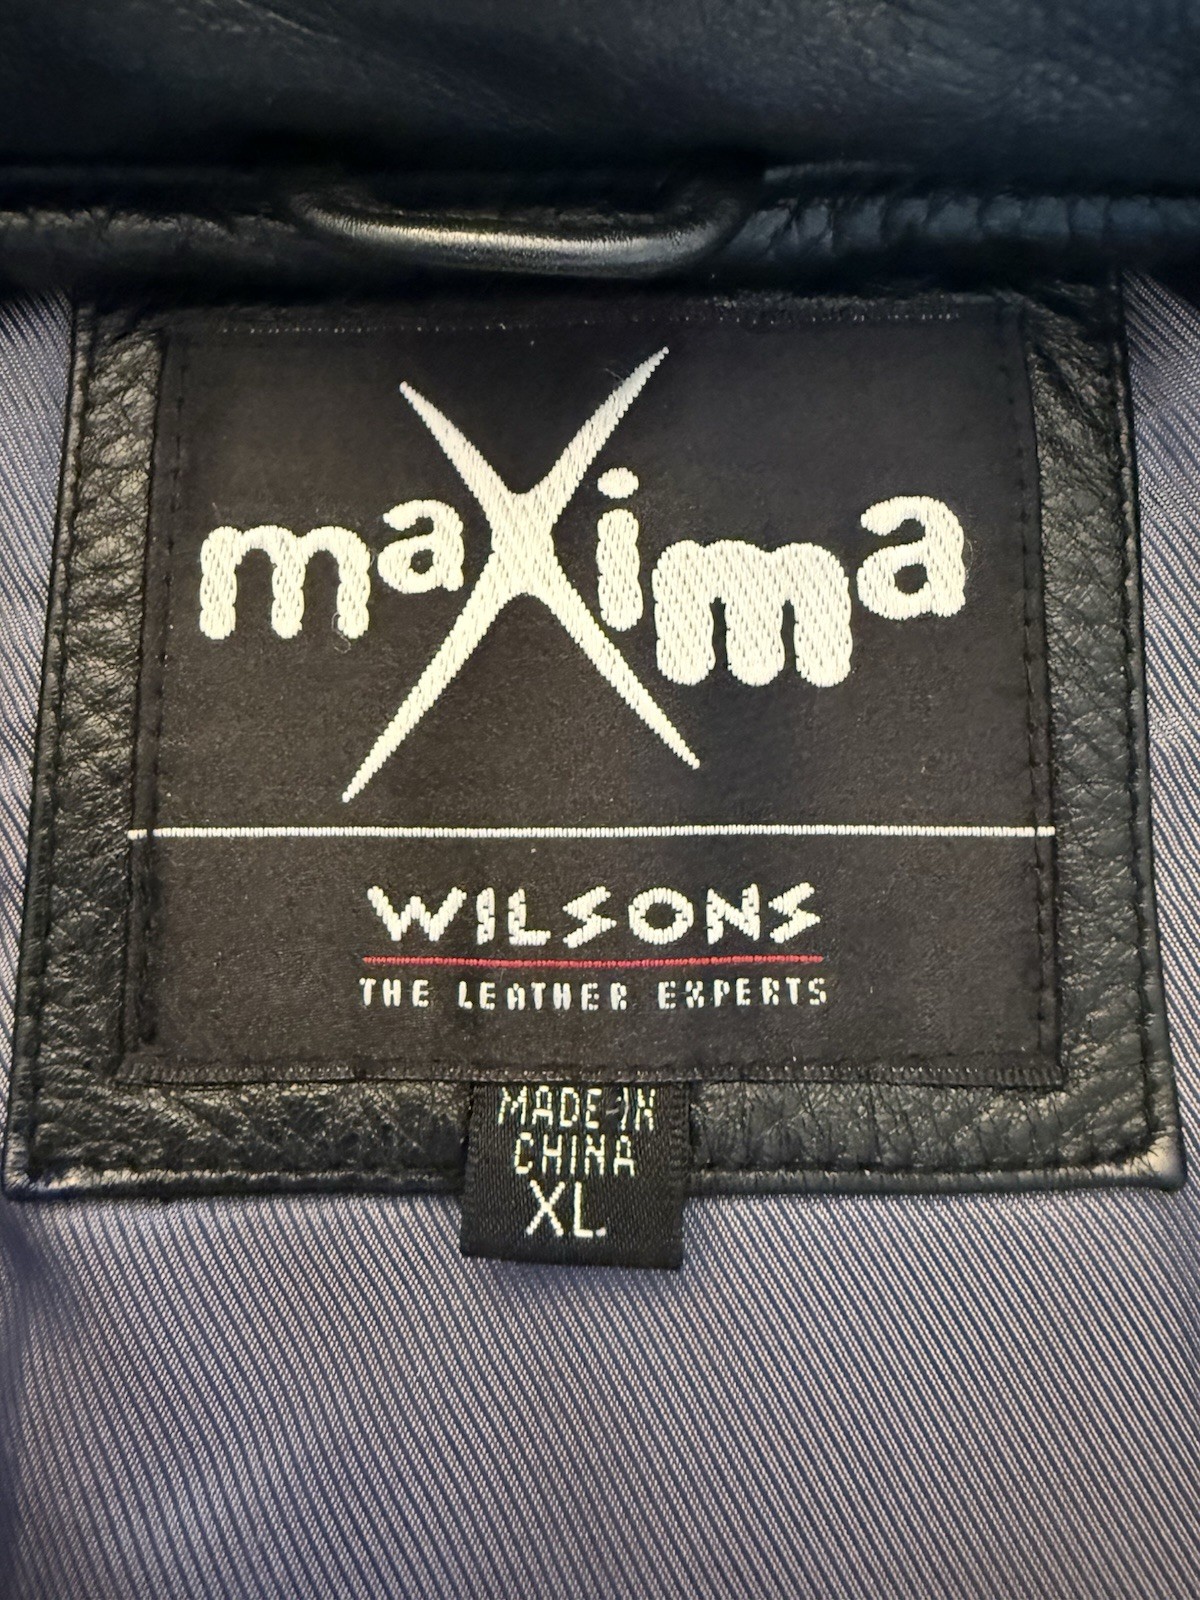 maXima
WILSONS
THE LEATHER EXPERTS
MADE IN
CHINA
XL